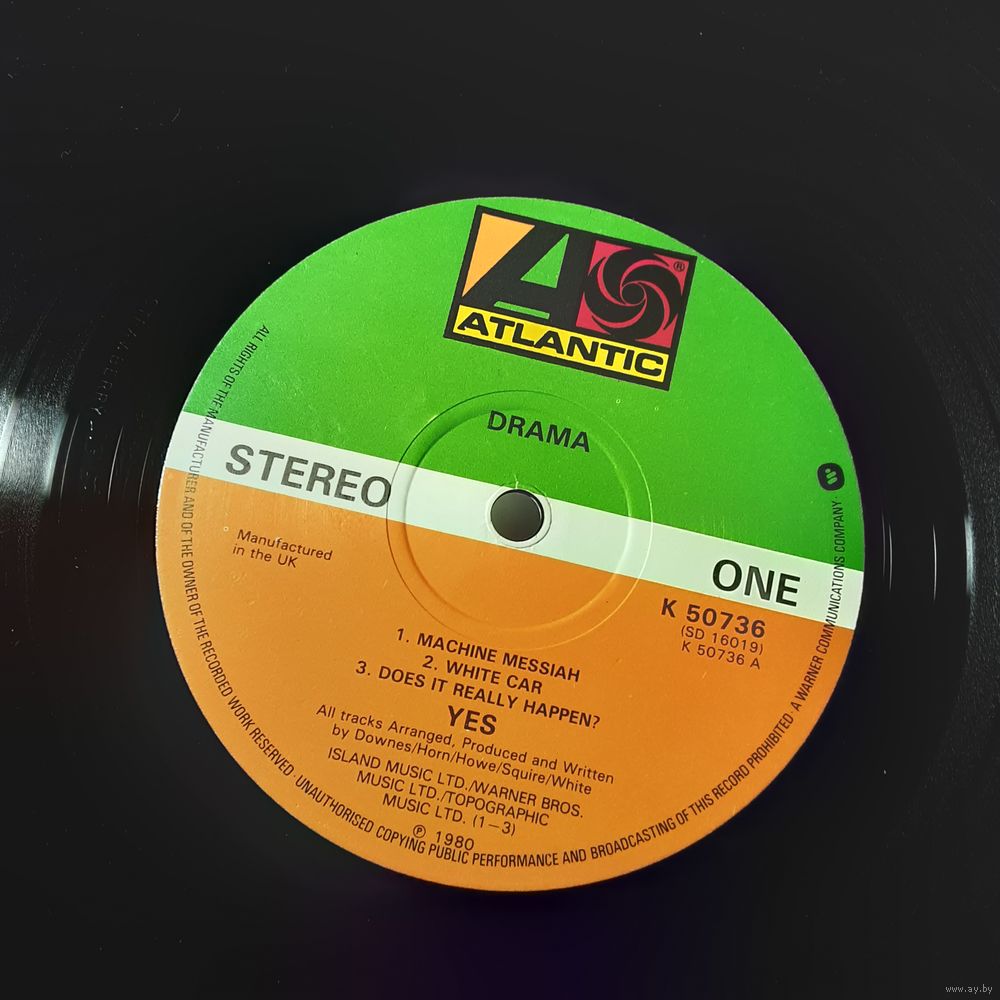 ATLANTIC
®
DRAMA
STEREO
ONE
Manufactured
in the UK
K 50736
(SD 16019)
K 50736 A
1. MACHINE MESSIAH
2. WHITE CAR
3. DOES IT REALLY HAPPEN?
YES
All tracks Arranged, Produced and Written
by Downes/Horn/Howe/Squire/White
ISLAND MUSIC LTD./WARNER BROS.
MUSIC LTD./TOPOGRAPHIC
MUSIC LTD. (1–3)
℗ 1980
ALL RIGHTS OF THE MANUFACTURER AND OF THE OWNER OF THE RECORDED WORK RESERVED · UNAUTHORISED COPYING PUBLIC PERFORMANCE AND BROADCASTING OF THIS RECORD PROHIBITED · A WARNER COMMUNICATIONS COMPANY ·
www.ay.by